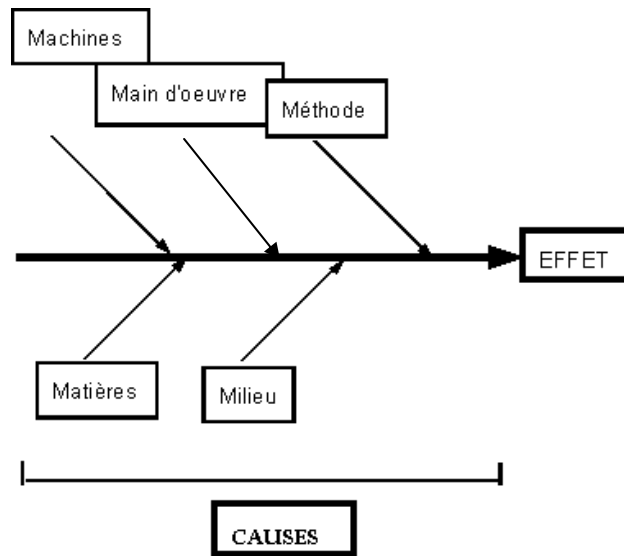 Machines
Main d'oeuvre
Méthode
EFFET
Matières
Milieu
CAUSES